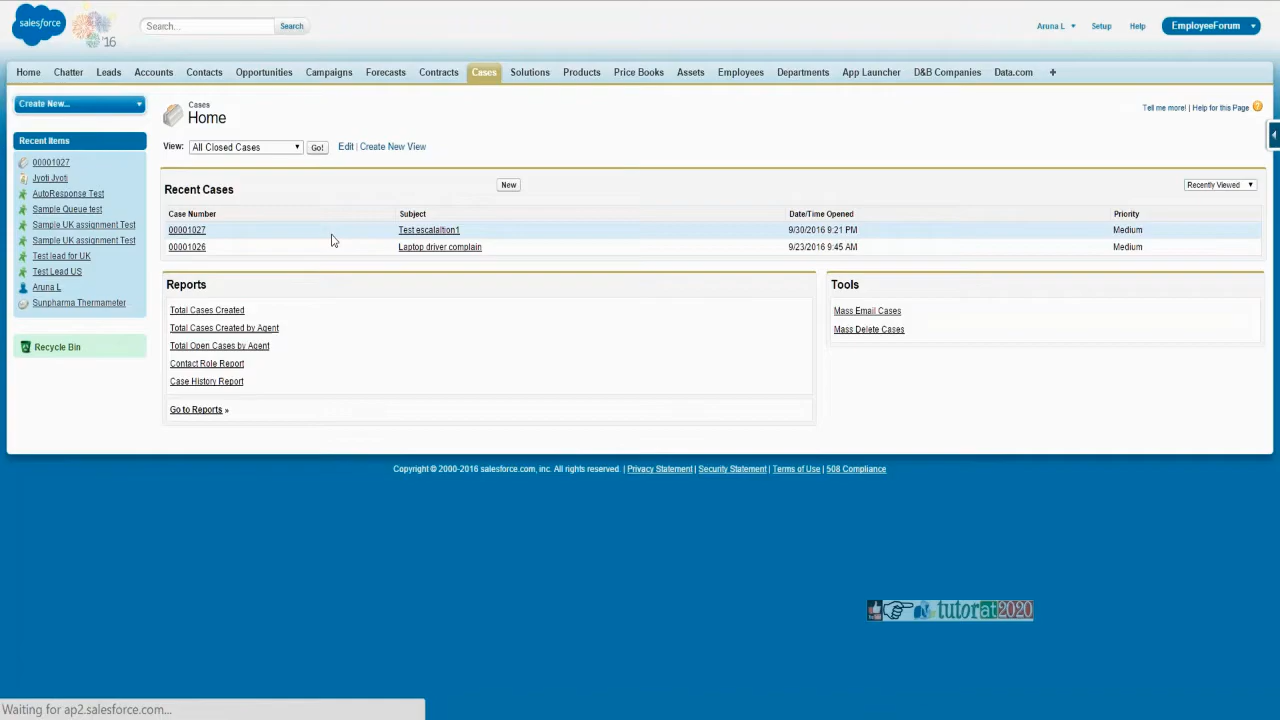 salesforce
'16
Search...
Search
Aruna L
Setup
Help
EmployeeForum
Home Chatter Leads Accounts Contacts Opportunities Campaigns Forecasts Contracts Cases Solutions Products Price Books Assets Employees Departments App Launcher D&B Companies Data.com +
Create New...
Recent Items
00001027
Jyoti Jyoti
AutoResponse Test
Sample Queue test
Sample UK assignment Test
Sample UK assignment Test
Test lead for UK
Test Lead US
Aruna L
Sunpharma Thermameter
Recycle Bin
Cases
Home
Tell me more! | Help for this Page ?
View: All Closed Cases Go! Edit | Create New View
Recent Cases New Recently Viewed
Case Number Subject Date/Time Opened Priority
00001027 Test escalaltion1 9/30/2016 9:21 PM Medium
00001026 Laptop driver complain 9/23/2016 9:45 AM Medium
Reports
Total Cases Created
Total Cases Created by Agent
Total Open Cases by Agent
Contact Role Report
Case History Report
Go to Reports »
Tools
Mass Email Cases
Mass Delete Cases
Copyright © 2000-2016 salesforce.com, inc. All rights reserved. | Privacy Statement | Security Statement | Terms of Use | 508 Compliance
tutorat2020
Waiting for ap2.salesforce.com...